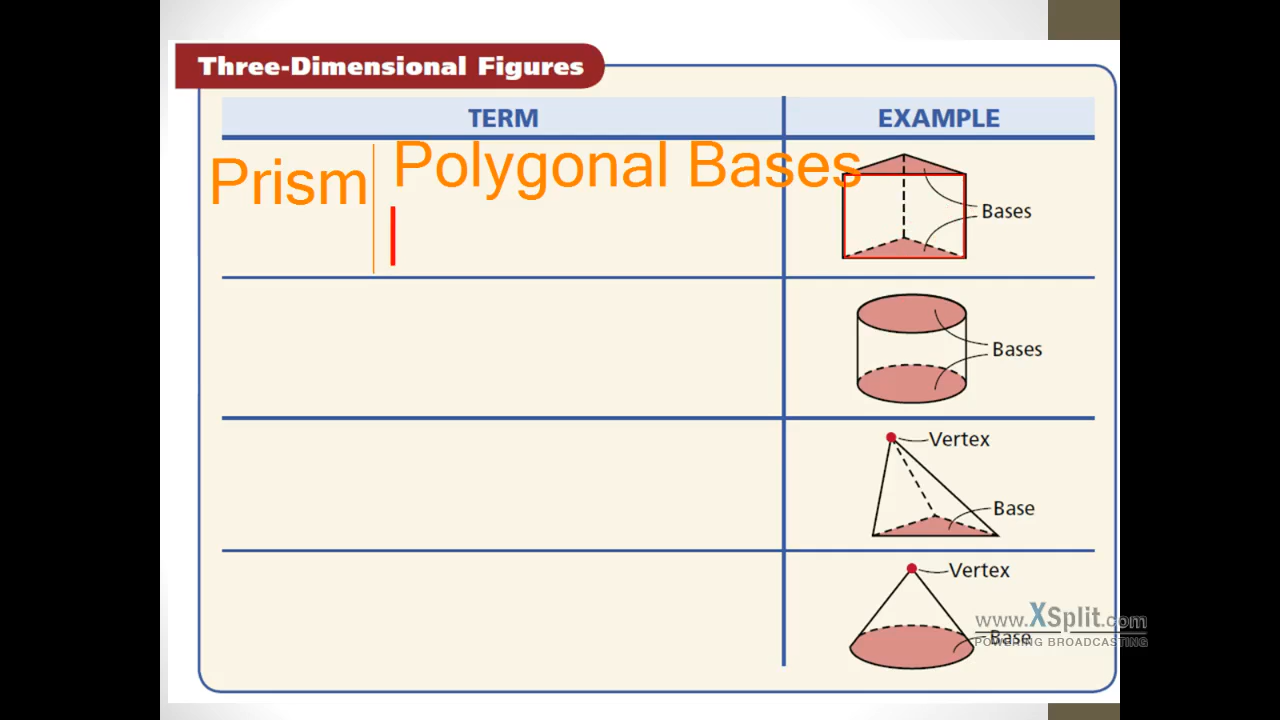 Three-Dimensional Figures
TERM
EXAMPLE
Prism
Polygonal Bases
Bases
Bases
Vertex
Base
Vertex
Base
www.XSplit.com
POWERING BROADCASTING